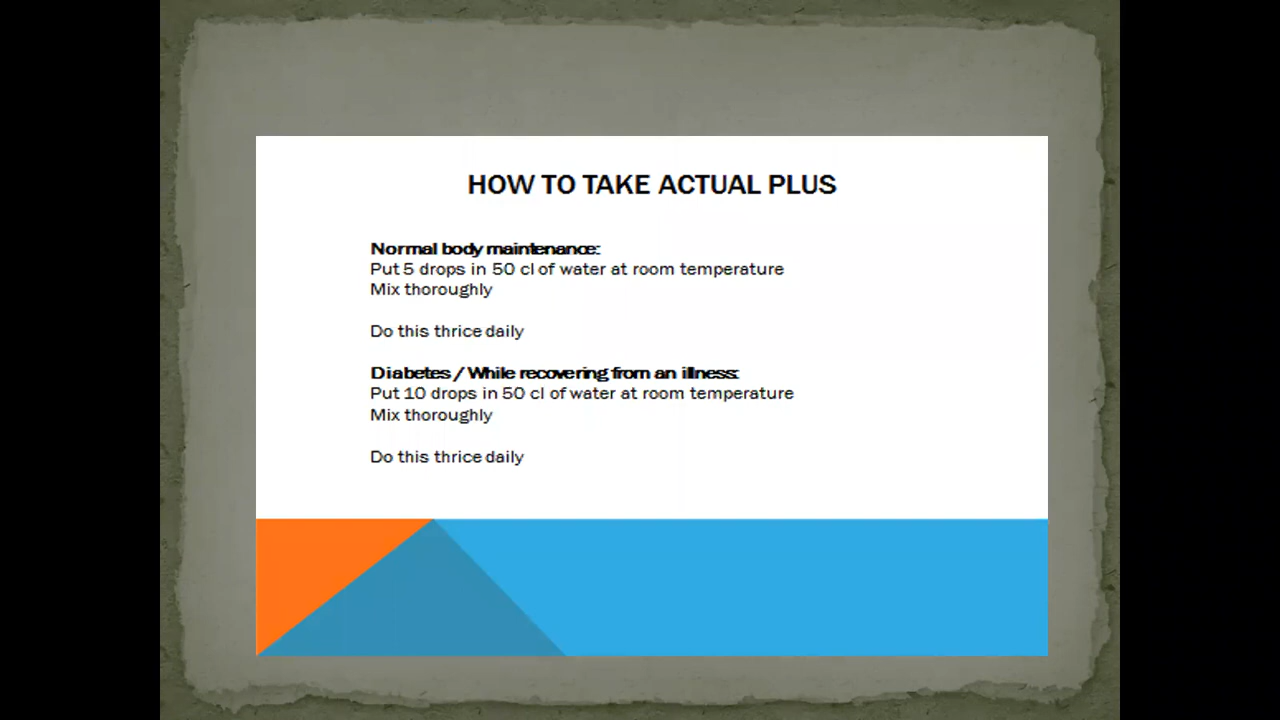 HOW TO TAKE ACTUAL PLUS
Normal body maintenance:
Put 5 drops in 50 cl of water at room temperature
Mix thoroughly
Do this thrice daily
Diabetes / While recovering from an illness:
Put 10 drops in 50 cl of water at room temperature
Mix thoroughly
Do this thrice daily